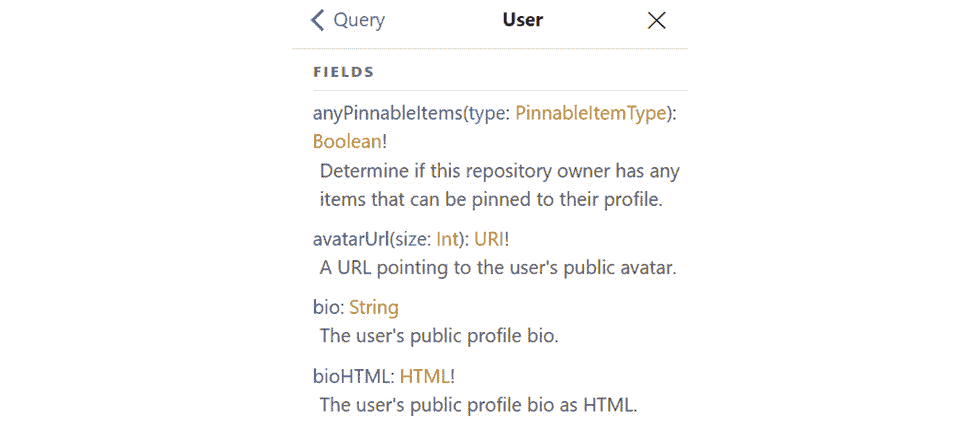 Query
User
FIELDS
anyPinnableItems(type: PinnableItemType):
Boolean!
Determine if this repository owner has any
items that can be pinned to their profile.
avatarUrl(size: Int): URI!
A URL pointing to the user's public avatar.
bio: String
The user's public profile bio.
bioHTML: HTML!
The user's public profile bio as HTML.